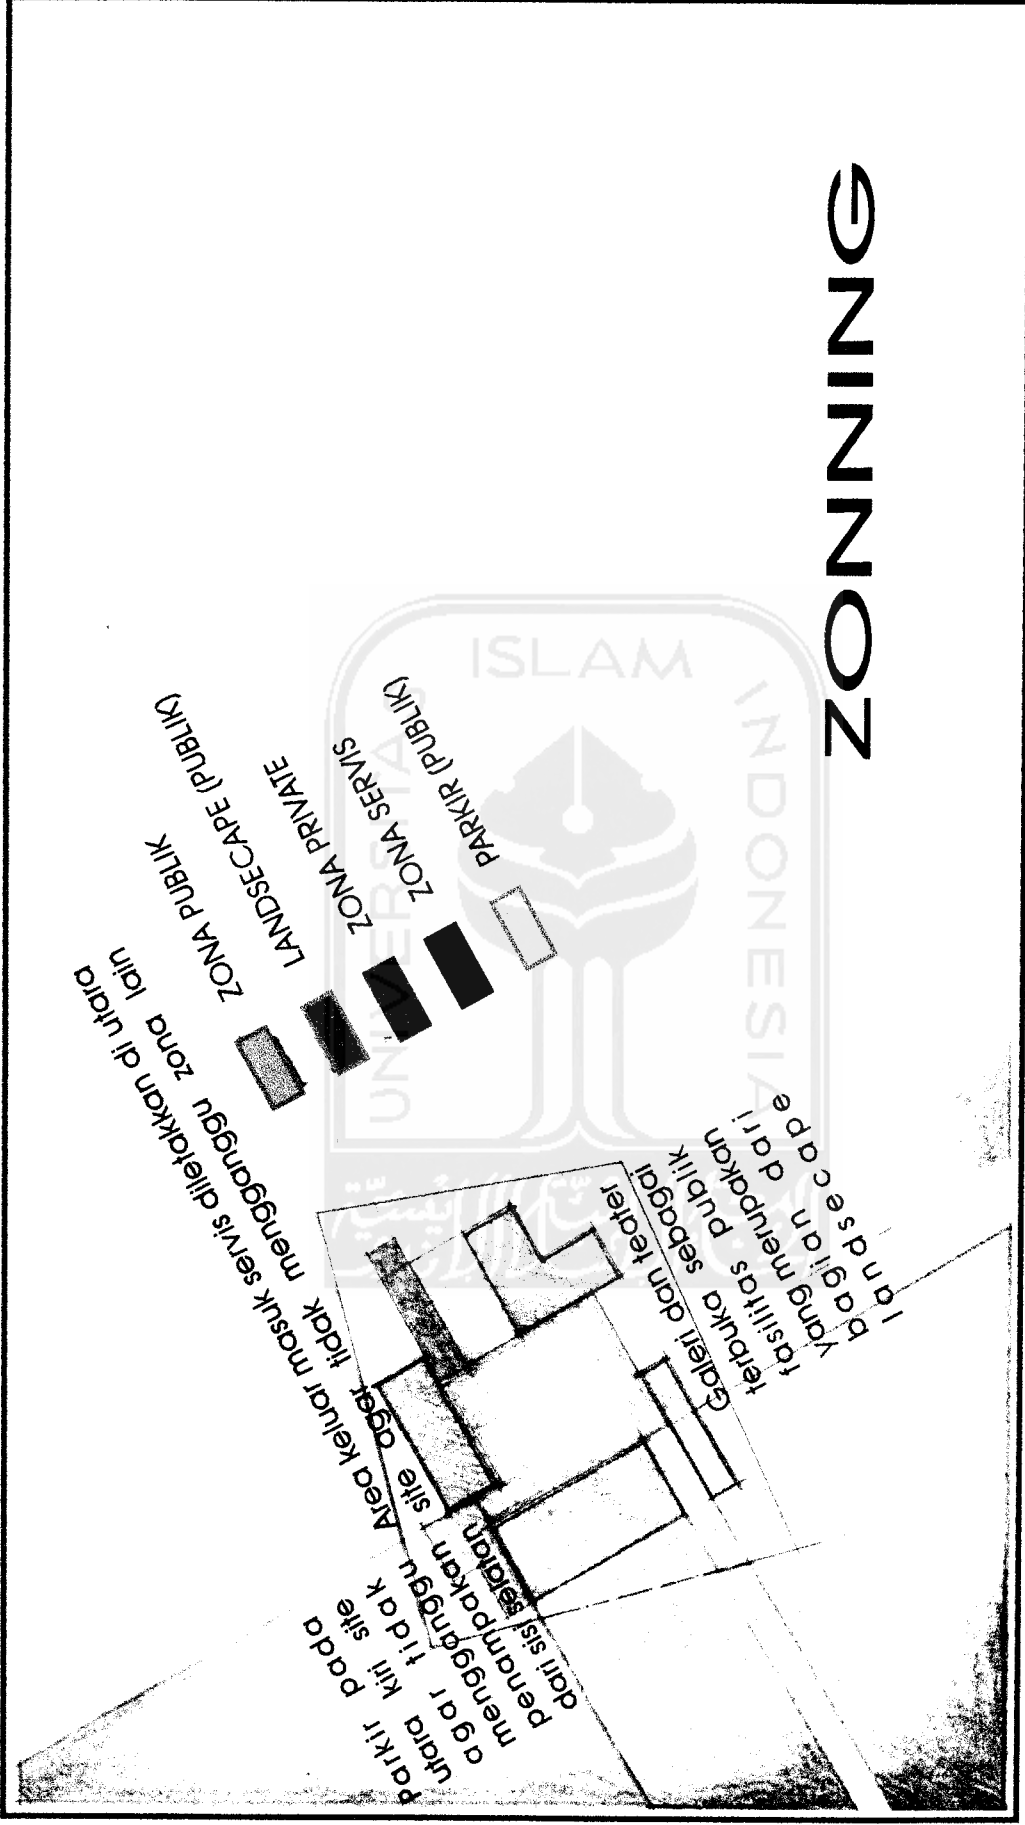 Parkir pada
utara kiri site
agar tidak
mengganggu
penampakan
dari sisi selatan
Area keluar masuk servis diletakkan di utara
site agar tidak mengganggu zona lain
ZONA PUBLIK
LANDSECAPE (PUBLIK)
ZONA PRIVATE
ZONA SERVIS
PARKIR (PUBLIK)
Galeri dan teater
terbuka sebagai
fasilitas publik
yang merupakan
bagian dari
landsecape
ZONNING
UNIVERSITAS
ISLAM
INDONESIA